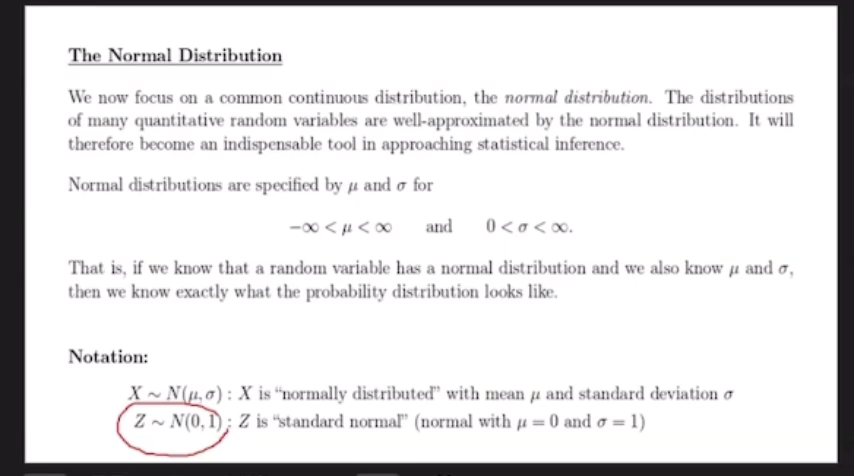 The Normal Distribution
We now focus on a common continuous distribution, the normal distribution. The distributions
of many quantitative random variables are well-approximated by the normal distribution. It will
therefore become an indispensable tool in approaching statistical inference.
Normal distributions are specified by μ and σ for
−∞ < μ < ∞ and 0 < σ < ∞.
That is, if we know that a random variable has a normal distribution and we also know μ and σ,
then we know exactly what the probability distribution looks like.
Notation:
X ∼ N(μ, σ) : X is “normally distributed” with mean μ and standard deviation σ
Z ∼ N(0, 1) : Z is “standard normal” (normal with μ = 0 and σ = 1)